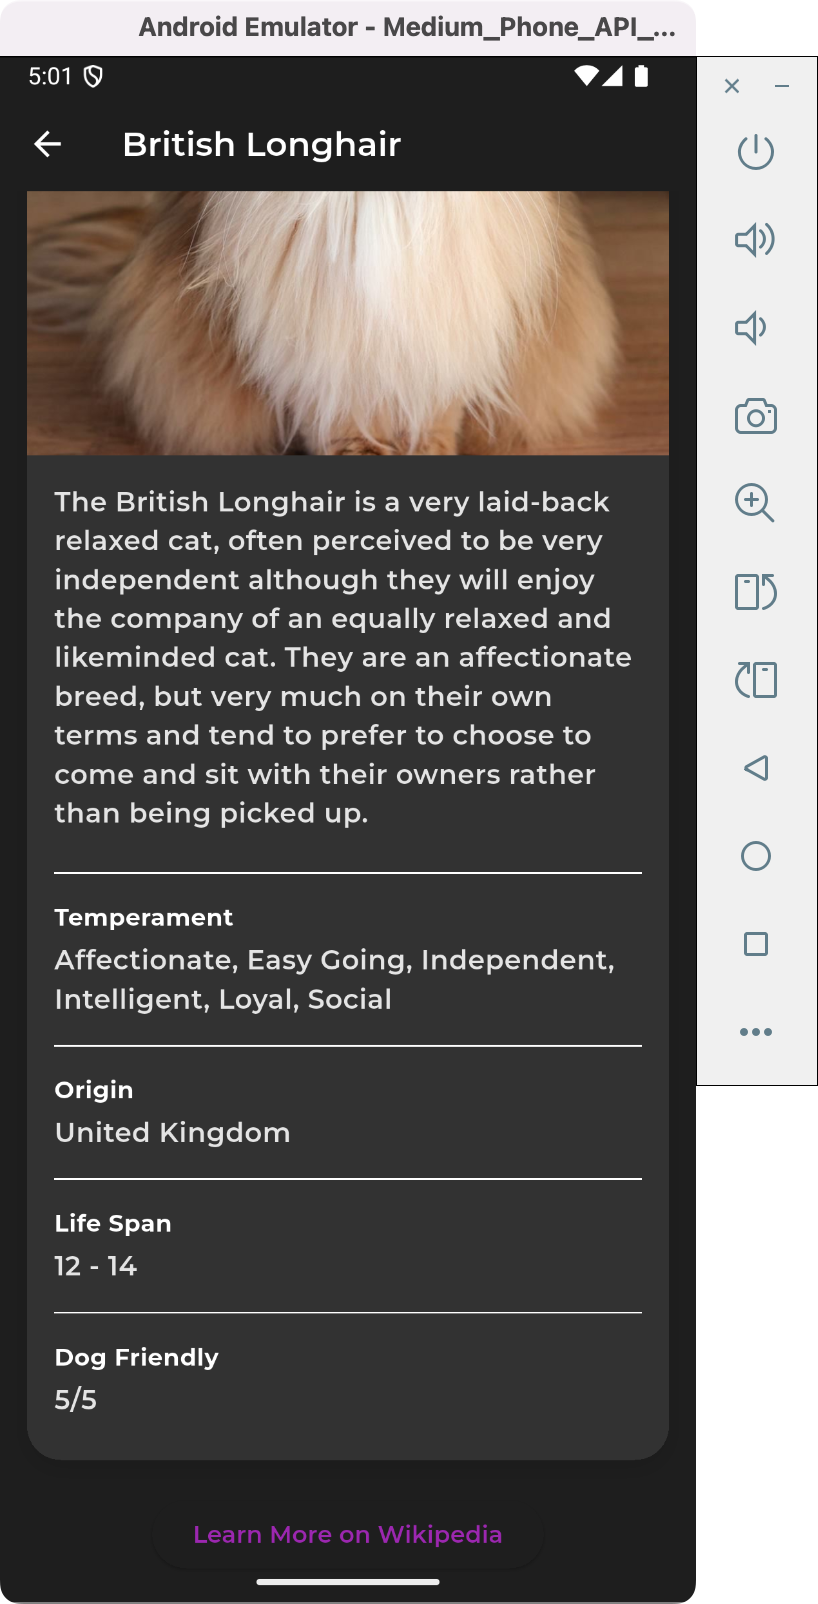 Android Emulator - Medium_Phone_API_...
5:01
British Longhair
The British Longhair is a very laid-back
relaxed cat, often perceived to be very
independent although they will enjoy
the company of an equally relaxed and
likeminded cat. They are an affectionate
breed, but very much on their own
terms and tend to prefer to choose to
come and sit with their owners rather
than being picked up.
Temperament
Affectionate, Easy Going, Independent,
Intelligent, Loyal, Social
Origin
United Kingdom
Life Span
12 - 14
Dog Friendly
5/5
Learn More on Wikipedia